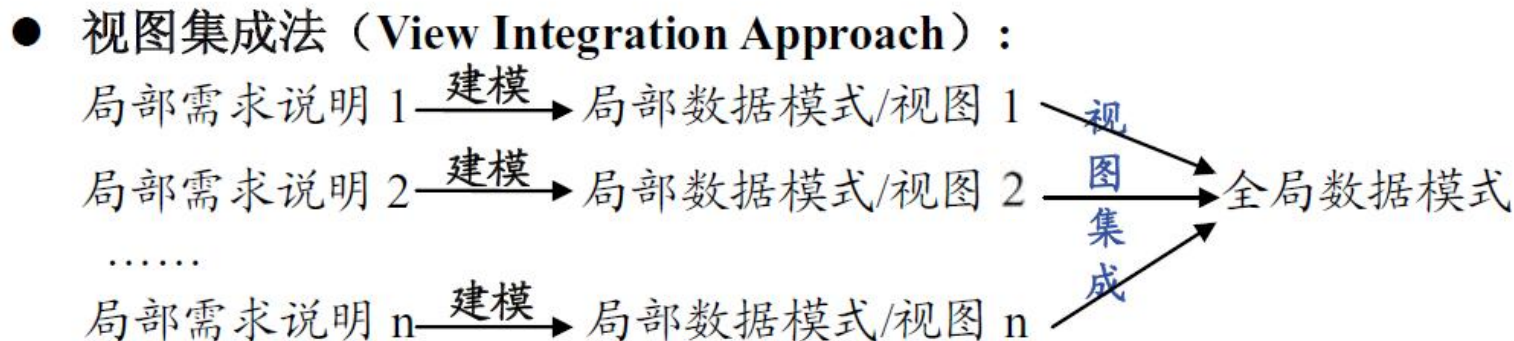 ● 视图集成法（View Integration Approach）:
局部需求说明 1 建模 局部数据模式/视图 1
局部需求说明 2 建模 局部数据模式/视图 2
……
局部需求说明 n 建模 局部数据模式/视图 n
视图集成
全局数据模式